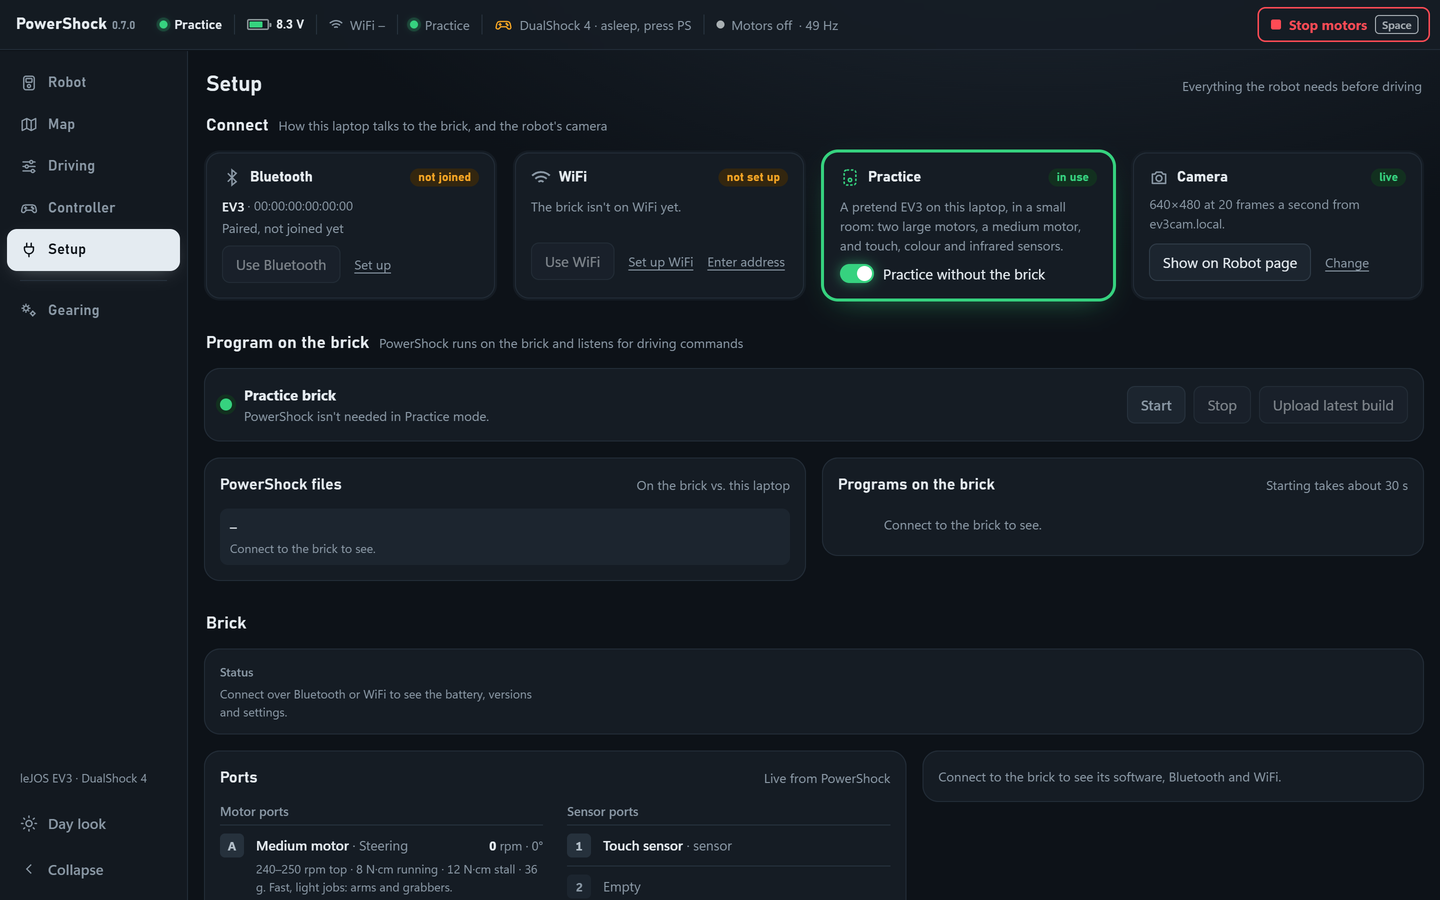 PowerShock 0.7.0
Practice
8.3 V
WiFi –
Practice
DualShock 4 · asleep, press PS
Motors off · 49 Hz
Stop motors
Space
Robot
Map
Driving
Controller
Setup
Gearing
leJOS EV3 · DualShock 4
Day look
Collapse
Setup
Everything the robot needs before driving
Connect How this laptop talks to the brick, and the robot's camera
Bluetooth
not joined
EV3 · 00:00:00:00:00:00
Paired, not joined yet
Use Bluetooth
Set up
WiFi
not set up
The brick isn't on WiFi yet.
Use WiFi
Set up WiFi
Enter address
Practice
in use
A pretend EV3 on this laptop, in a small
room: two large motors, a medium motor,
and touch, colour and infrared sensors.
Practice without the brick
Camera
live
640×480 at 20 frames a second from
ev3cam.local.
Show on Robot page
Change
Program on the brick PowerShock runs on the brick and listens for driving commands
Practice brick
PowerShock isn't needed in Practice mode.
Start
Stop
Upload latest build
PowerShock files
On the brick vs. this laptop
–
Connect to the brick to see.
Programs on the brick
Starting takes about 30 s
Connect to the brick to see.
Brick
Status
Connect over Bluetooth or WiFi to see the battery, versions
and settings.
Ports
Live from PowerShock
Motor ports
A
Medium motor · Steering
0 rpm · 0°
240–250 rpm top · 8 N·cm running · 12 N·cm stall · 36
g. Fast, light jobs: arms and grabbers.
Sensor ports
1
Touch sensor · sensor
2
Empty
Connect to the brick to see its software, Bluetooth and WiFi.